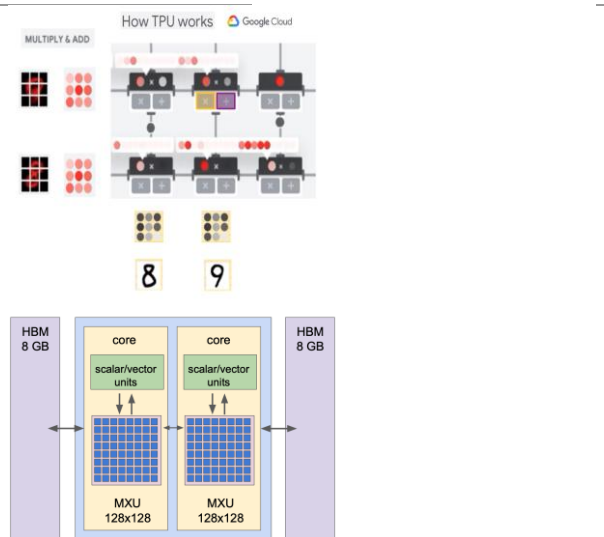 How TPU works
Google Cloud
MULTIPLY & ADD
x
x
x +
x +
x +
x
x
x
x +
x +
x +
8
9
HBM
8 GB
core
scalar/vector
units
MXU
128x128
core
scalar/vector
units
MXU
128x128
HBM
8 GB